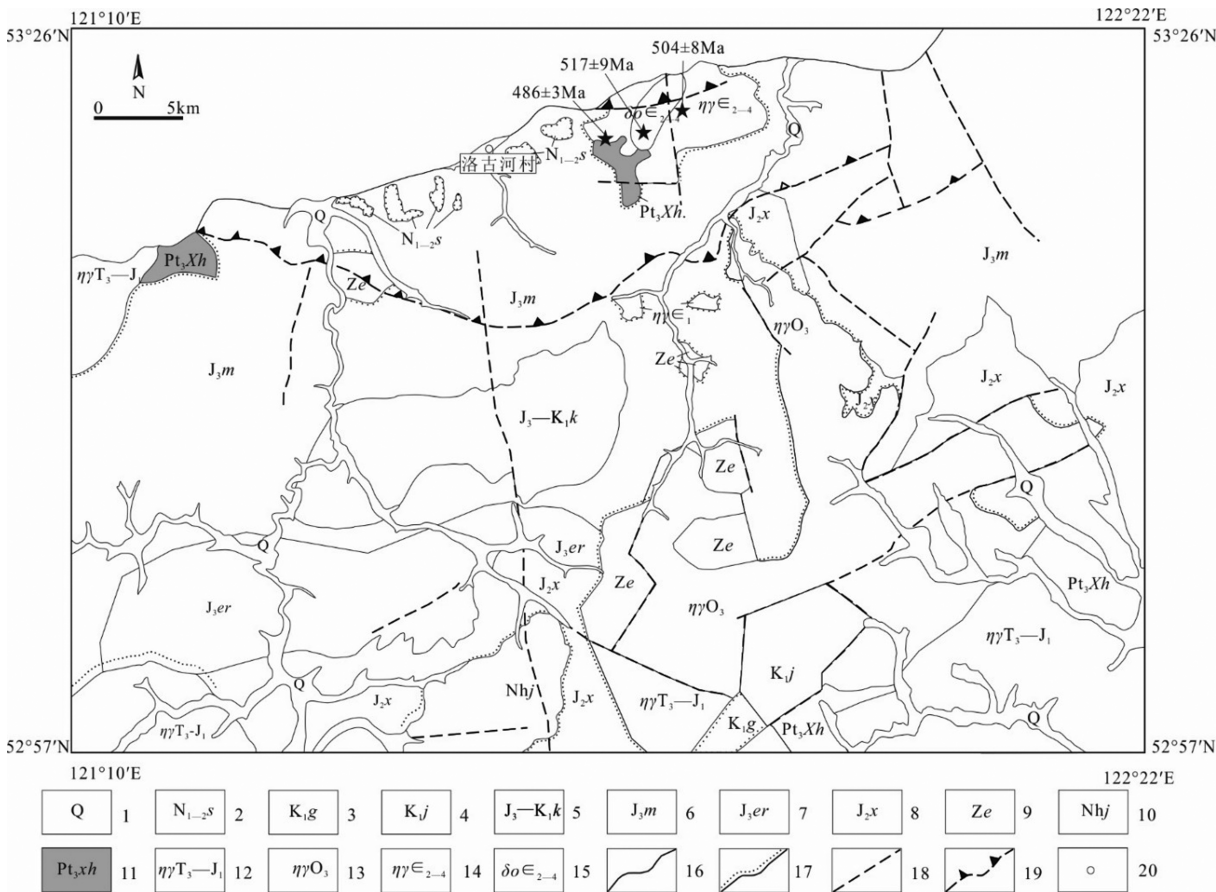 121°10′E
122°22′E
53°26′N
53°26′N
504±8Ma
517±9Ma
486±3Ma
N
0 5km
ηγ∈₂₋₄
δο∈₂₋₄
Q
N₁₋₂s
洛古河村
Pt₃Xh
J₂x
Q
N₁₋₂s
J₃m
Pt₃Xh
ηγT₃—J₁
Ze
J₃m
ηγ∈₁
ηγO₃
Ze
J₃m
J₂x
J₂x
J₂x
J₃—K₁k
Ze
Q
Q
J₃er
Ze
J₂x
Ze
Pt₃Xh
J₃er
ηγO₃
ηγT₃—J₁
K₁j
Q
Nhj
J₂x
ηγT₃—J₁
J₂x
K₁g
Pt₃Xh
Q
ηγT₃-J₁
52°57′N
52°57′N
121°10′E
122°22′E
Q 1 N₁₋₂s 2 K₁g 3 K₁j 4 J₃—K₁k 5 J₃m 6 J₃er 7 J₂x 8 Ze 9 Nhj 10
Pt₃xh 11 ηγT₃—J₁ 12 ηγO₃ 13 ηγ∈₂₋₄ 14 δο∈₂₋₄ 15 16 17 18 19 20